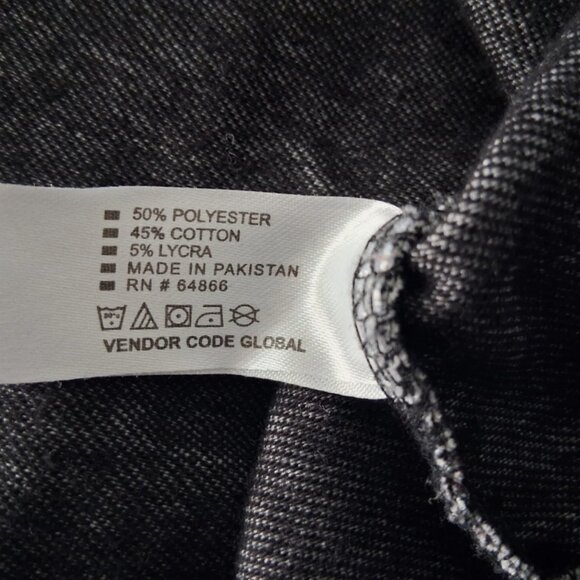 50% POLYESTER
45% COTTON
5% LYCRA
MADE IN PAKISTAN
RN # 64866
VENDOR CODE GLOBAL